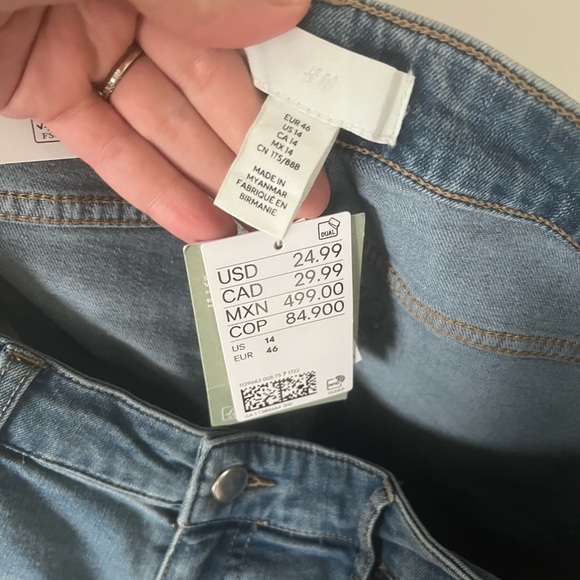 H&M
EUR 46
US 14
CA 14
MX 14
CN 175/88B
MADE IN
MYANMAR
FABRIQUÉ EN
BIRMANIE
DUAL
USD 24.99
CAD 29.99
MXN 499.00
COP 84.900
US 14
EUR 46